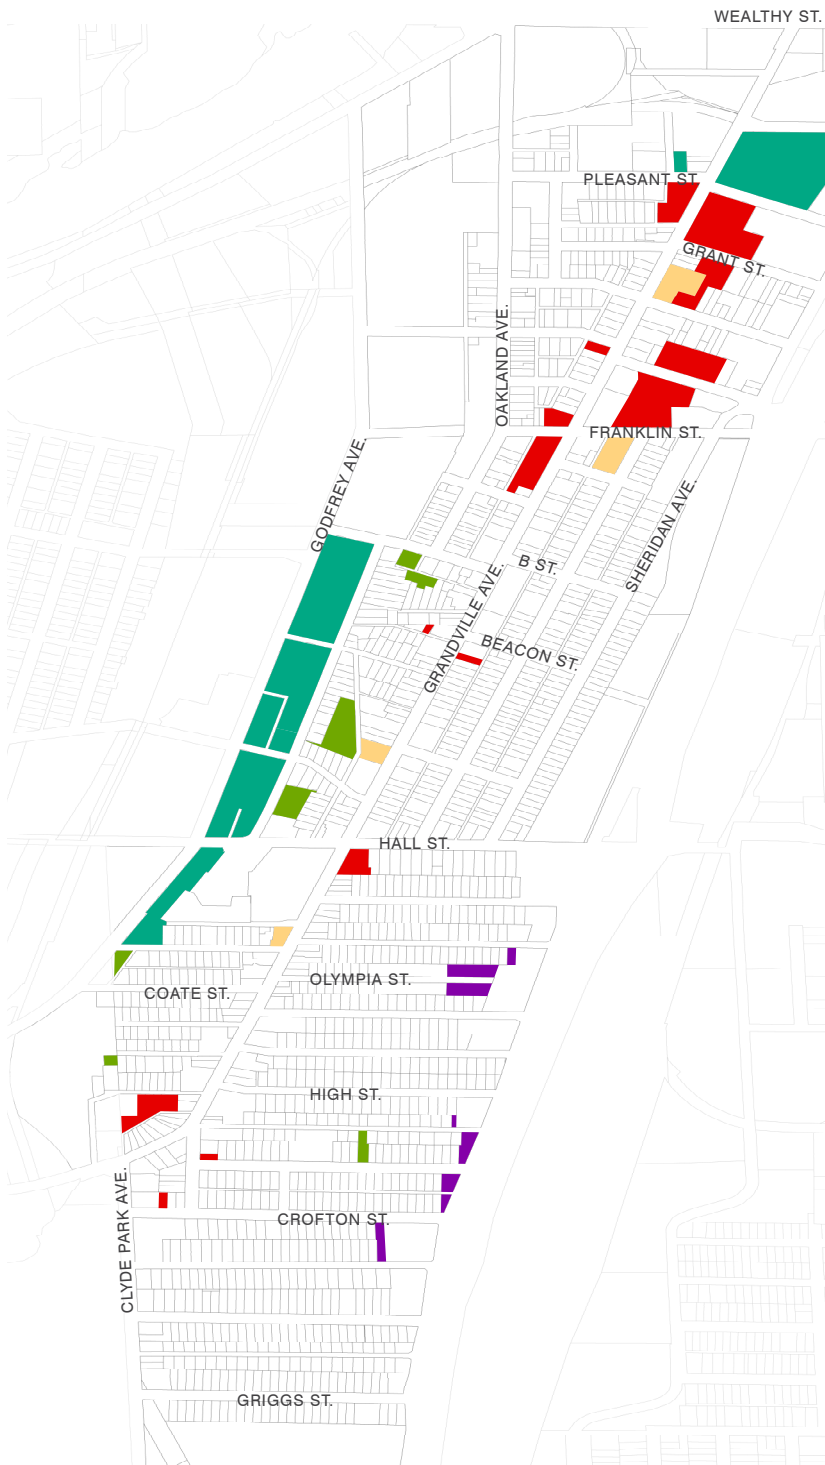 WEALTHY ST.
PLEASANT ST.
GRANT ST.
OAKLAND AVE.
FRANKLIN ST.
GODFREY AVE.
SHERIDAN AVE.
B ST.
GRANDVILLE AVE.
BEACON ST.
HALL ST.
OLYMPIA ST.
COATE ST.
HIGH ST.
CLYDE PARK AVE.
CROFTON ST.
GRIGGS ST.